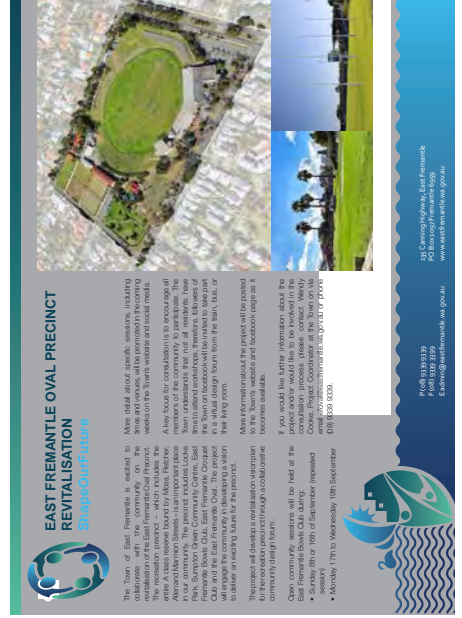 EAST FREMANTLE OVAL PRECINCT
REVITALISATION
ShapeOurFuture
The Town of East Fremantle is excited to
collaborate with the community on the
revitalisation of the East Fremantle Oval Precinct.
The recreation precinct – which includes the
entire A class reserve bound by Moss, Fletcher,
Allen and Marmion Streets – is an important place
in our community. The precinct includes Locke
Park, Sumpton Green Community Centre, East
Fremantle Bowls Club, East Fremantle Croquet
Club and the East Fremantle Oval. The project
will engage the community in developing a vision
to deliver an exciting future for the precinct.
The project will develop a revitalisation vision plan
for the recreation precinct through a collaborative
community design forum.
Open community sessions will be held at the
East Fremantle Bowls Club during:
• Sunday 8th or 16th of September (repeated
session)
• Monday 17th to Wednesday 19th September
More detail about specific sessions, including
times and venues, will be promoted in the coming
weeks on the Town's website and social media.
A key focus for consultation is to encourage all
members of the community to participate. The
Town understands that not all residents have
time to attend workshops, therefore, followers of
the Town on facebook will be invited to take part
in a virtual design forum from the train, bus, or
their living room.
More information about the project will be posted
to the Town's website and facebook page as it
becomes available.
If you would like further information about the
project and/or would like to be involved in the
consultation process please contact Wendy
Cooke, Project Coordinator at the Town on via
email or phone
(08) 9339 9339.
P (08) 9339 9339
F (08) 9339 3399
E admin@eastfremantle.wa.gov.au
135 Canning Highway, East Fremantle
PO Box 1097 Fremantle 6959
www.eastfremantle.wa.gov.au